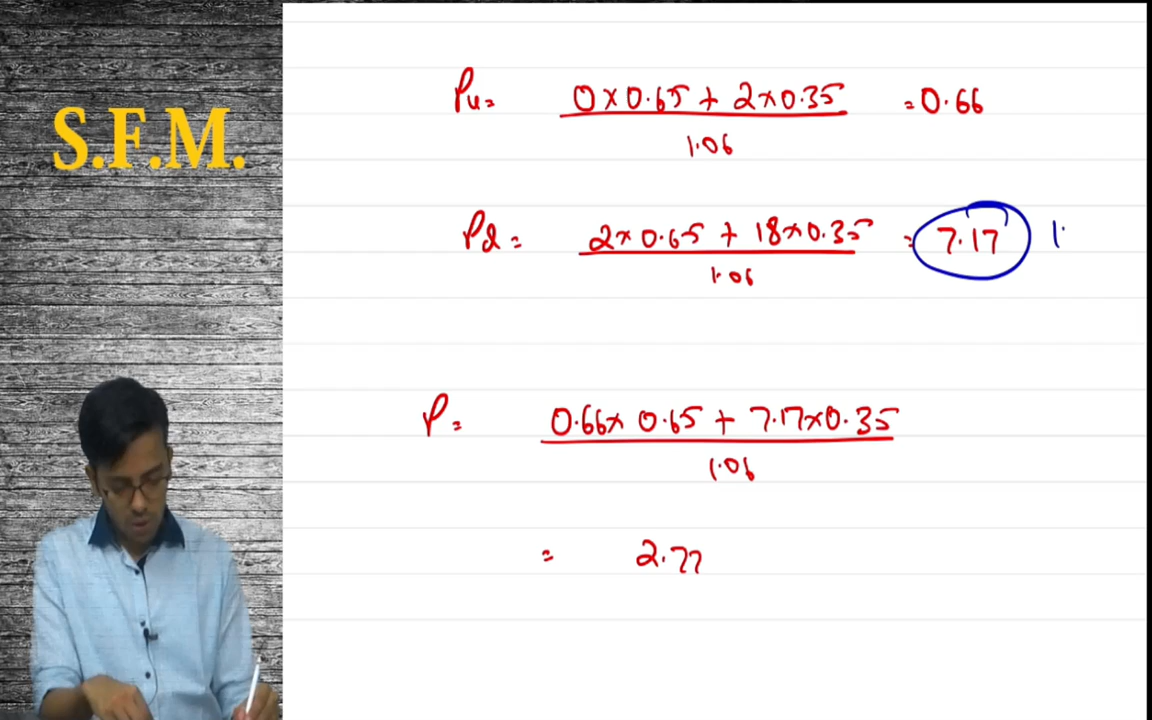 S.F.M.
Pu = 0 × 0.65 + 2 × 0.35 = 0.66
1.06
Pd = 2 × 0.65 + 18 × 0.35 = 7.17 1.
1.06
P = 0.66 × 0.65 + 7.17 × 0.35
1.06
= 2.77